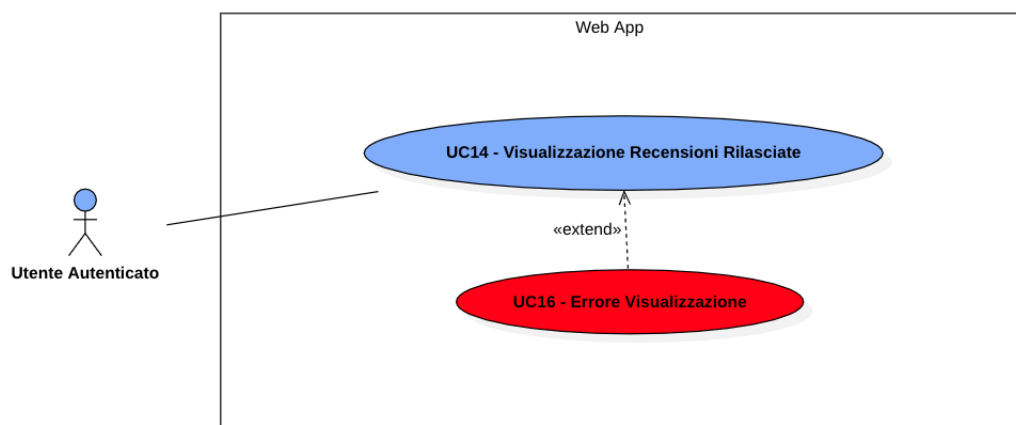 Web App
UC14 - Visualizzazione Recensioni Rilasciate
«extend»
Utente Autenticato
UC16 - Errore Visualizzazione